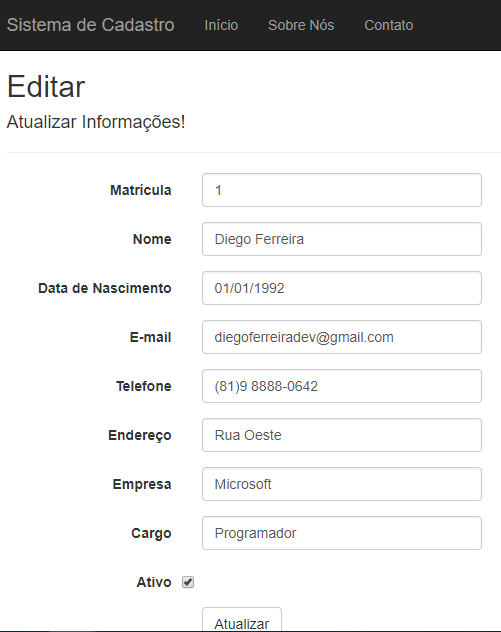 Sistema de Cadastro Início Sobre Nós Contato
Editar
Atualizar Informações!
Matrícula 1
Nome Diego Ferreira
Data de Nascimento 01/01/1992
E-mail diegoferreiradev@gmail.com
Telefone (81)9 8888-0642
Endereço Rua Oeste
Empresa Microsoft
Cargo Programador
Ativo
Atualizar